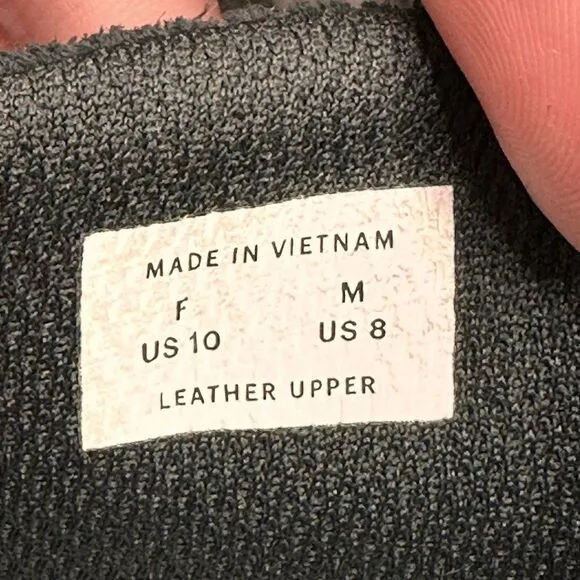 MADE IN VIETNAM
F M
US 10 US 8
LEATHER UPPER